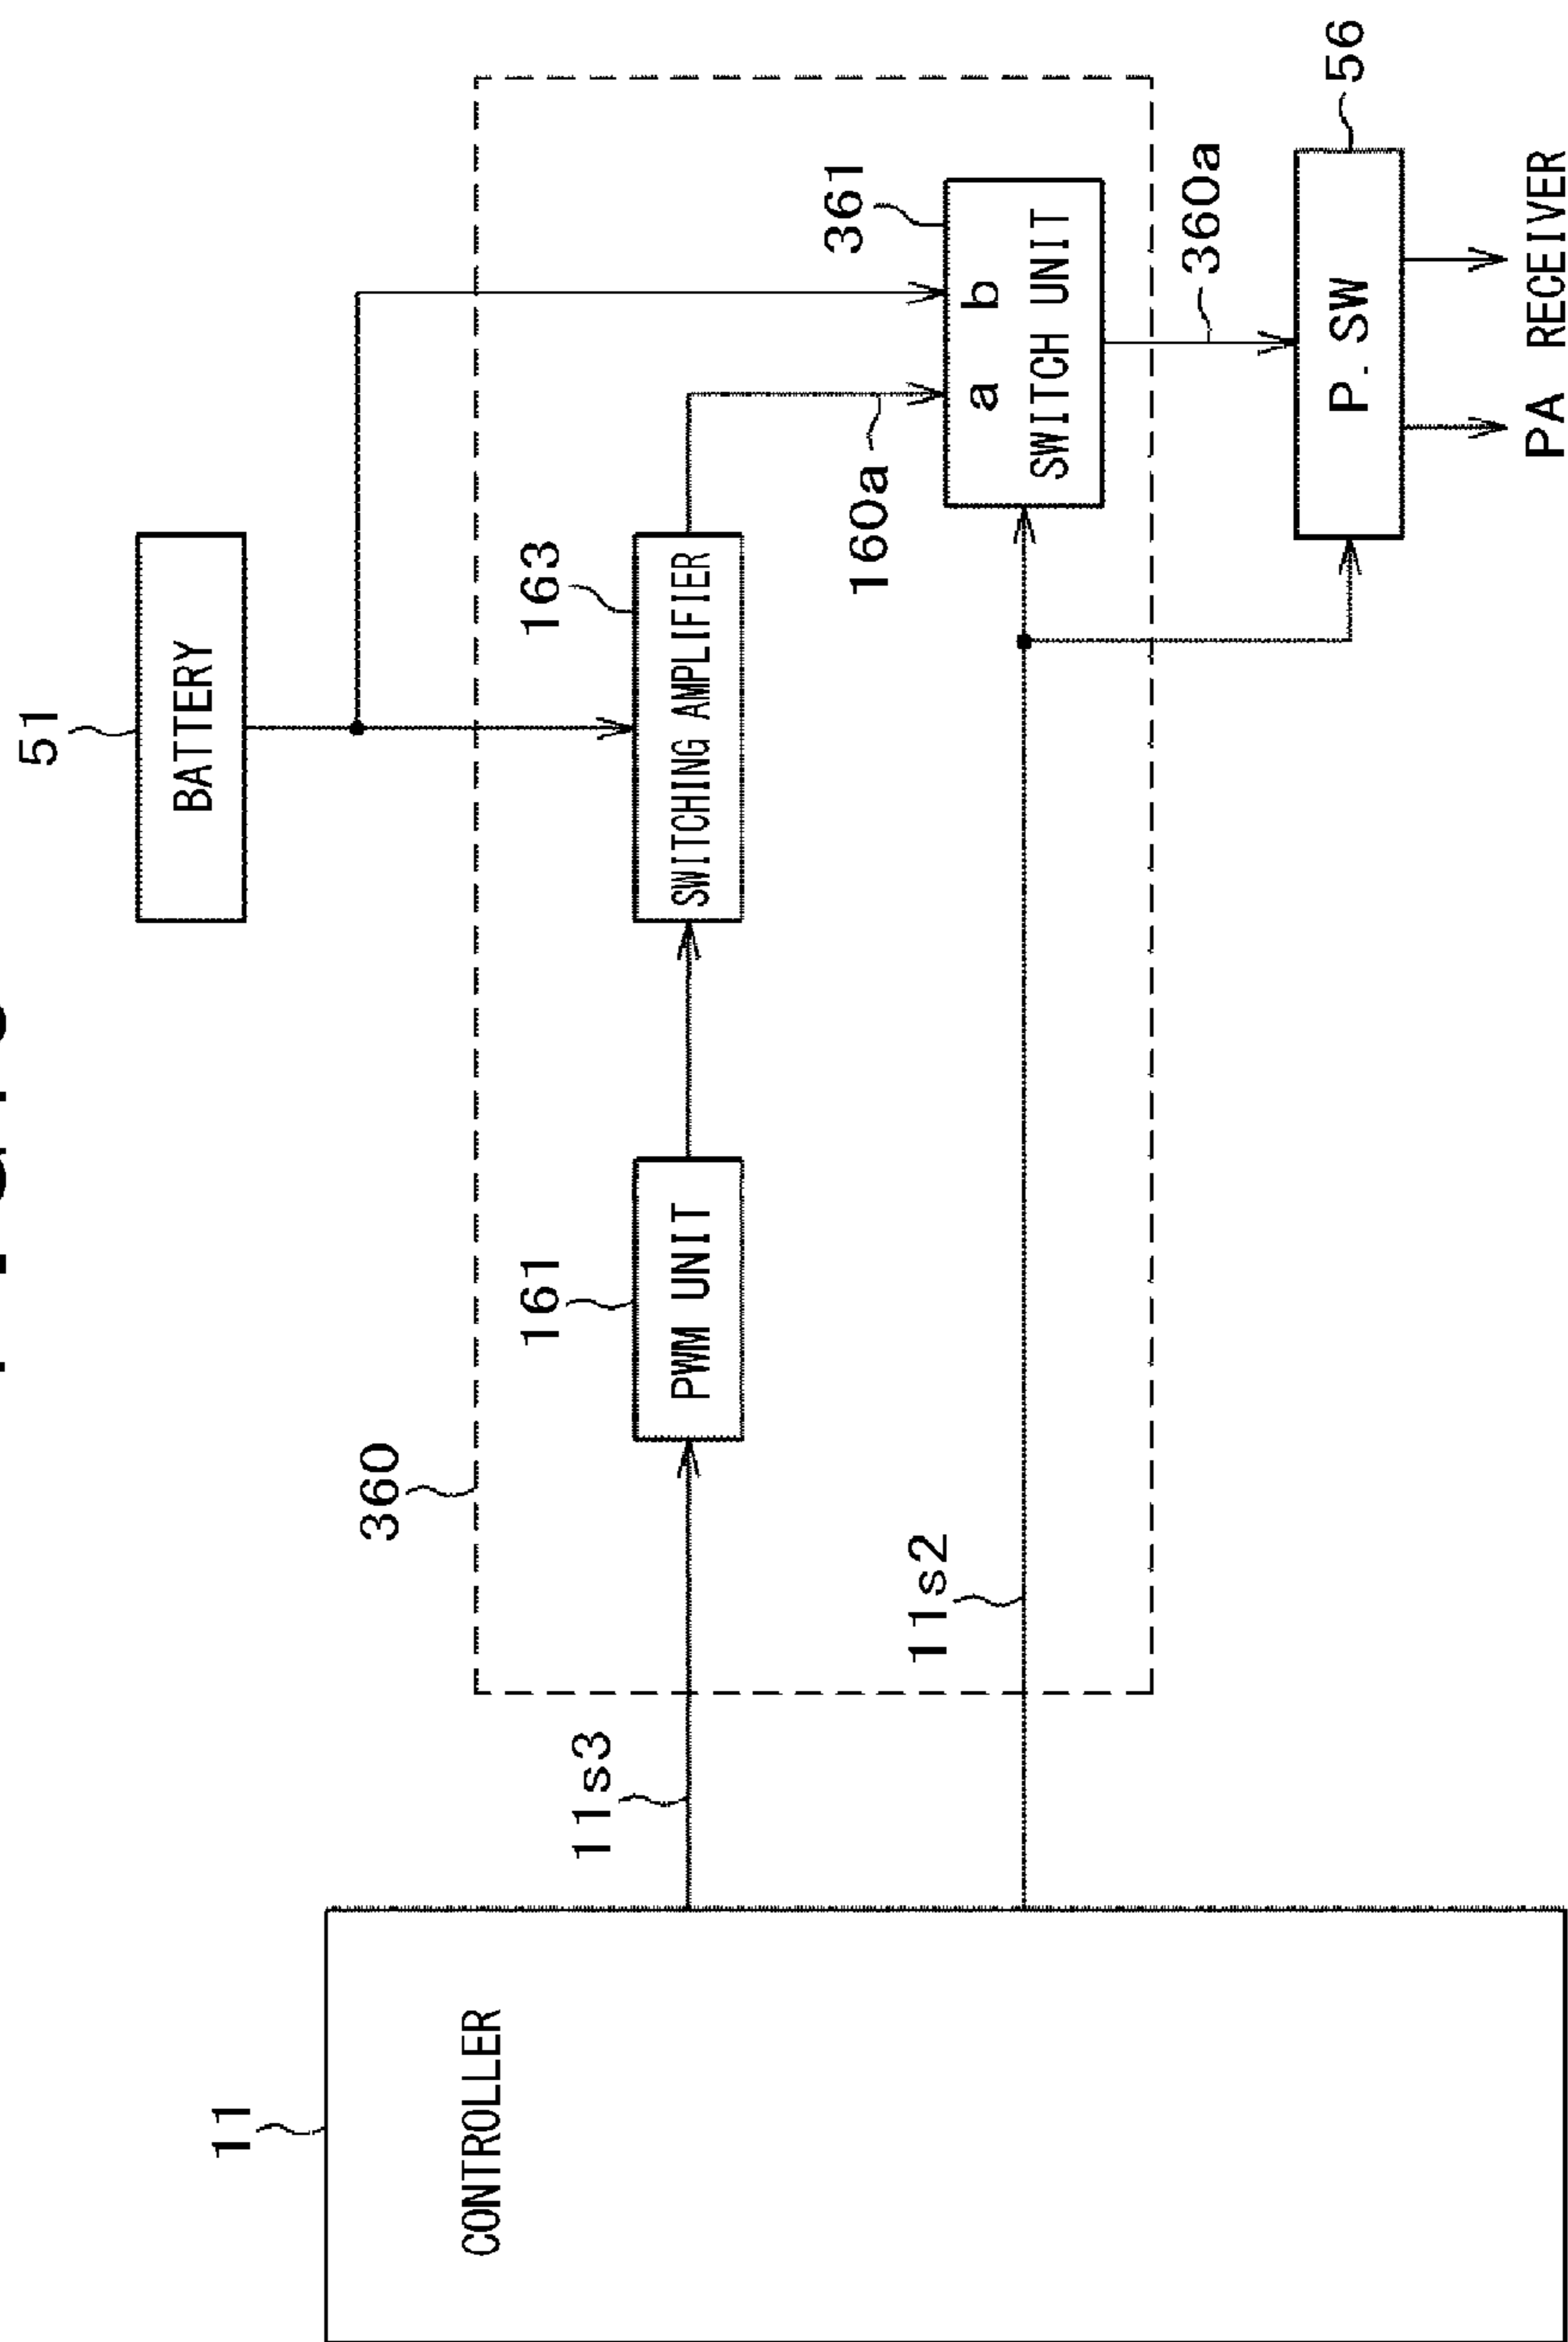 51
BATTERY
360
161
PWM UNIT
163
SWITCHING AMPLIFIER
11
CONTROLLER
11s3
11s2
160a
361
a b
SWITCH UNIT
360a
56
P. SW
PA RECEIVER